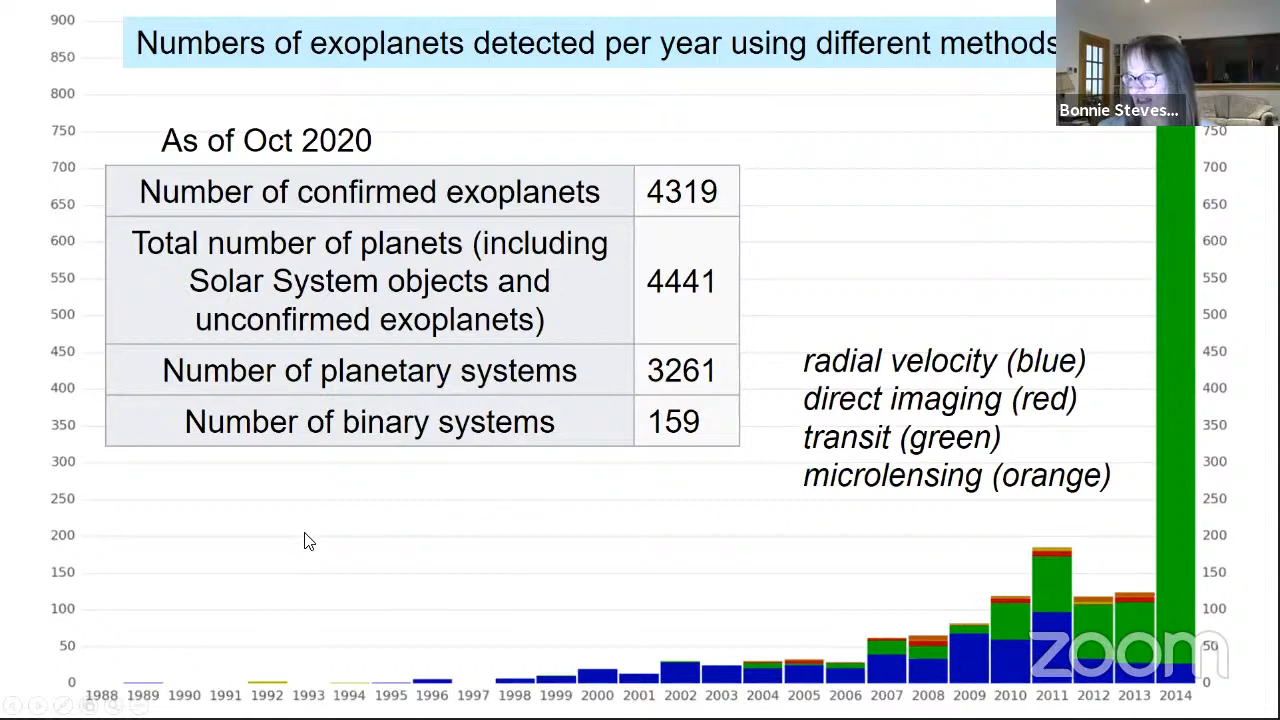 Numbers of exoplanets detected per year using different methods
Bonnie Steves...
As of Oct 2020
Number of confirmed exoplanets 4319
Total number of planets (including
Solar System objects and
unconfirmed exoplanets) 4441
Number of planetary systems 3261
Number of binary systems 159
radial velocity (blue)
direct imaging (red)
transit (green)
microlensing (orange)
900
850
800
750 750
700 700
650 650
600 600
550 550
500 500
450 450
400 400
350 350
300 300
250 250
200 200
150 150
100 100
50 50
0 0
1988 1989 1990 1991 1992 1993 1994 1995 1996 1997 1998 1999 2000 2001 2002 2003 2004 2005 2006 2007 2008 2009 2010 2011 2012 2013 2014
zoom